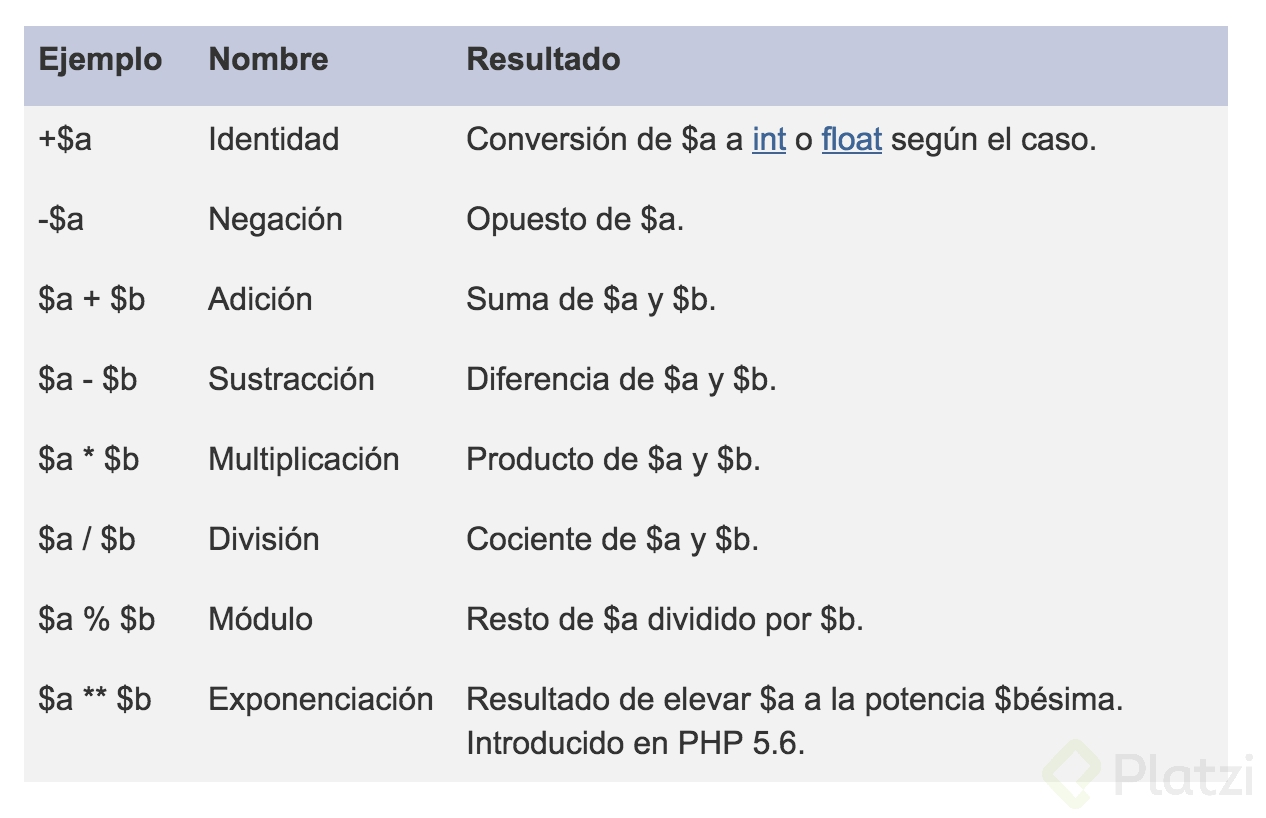 Ejemplo Nombre Resultado
+$a Identidad Conversión de $a a int o float según el caso.
-$a Negación Opuesto de $a.
$a + $b Adición Suma de $a y $b.
$a - $b Sustracción Diferencia de $a y $b.
$a * $b Multiplicación Producto de $a y $b.
$a / $b División Cociente de $a y $b.
$a % $b Módulo Resto de $a dividido por $b.
$a ** $b Exponenciación Resultado de elevar $a a la potencia $bésima.
Introducido en PHP 5.6.
Platzi